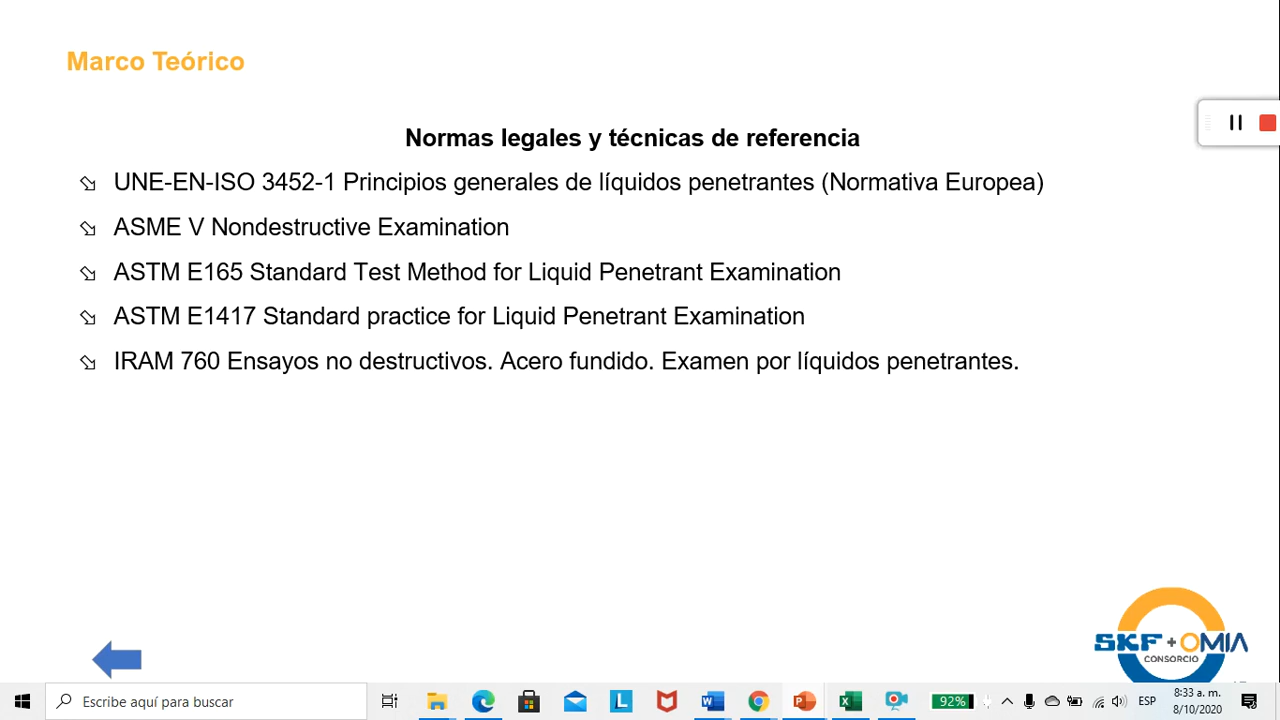 Marco Teórico
Normas legales y técnicas de referencia
UNE-EN-ISO 3452-1 Principios generales de líquidos penetrantes (Normativa Europea)
ASME V Nondestructive Examination
ASTM E165 Standard Test Method for Liquid Penetrant Examination
ASTM E1417 Standard practice for Liquid Penetrant Examination
IRAM 760 Ensayos no destructivos. Acero fundido. Examen por líquidos penetrantes.
SKF + OMIA
CONSORCIO
Escribe aquí para buscar
92%
ESP
8:33 a. m.
8/10/2020